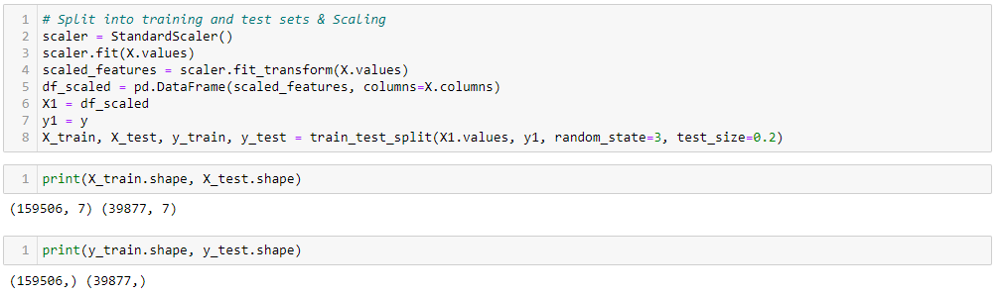 1 # Split into training and test sets & Scaling
2 scaler = StandardScaler()
3 scaler.fit(X.values)
4 scaled_features = scaler.fit_transform(X.values)
5 df_scaled = pd.DataFrame(scaled_features, columns=X.columns)
6 X1 = df_scaled
7 y1 = y
8 X_train, X_test, y_train, y_test = train_test_split(X1.values, y1, random_state=3, test_size=0.2)
1 print(X_train.shape, X_test.shape)
(159506, 7) (39877, 7)
1 print(y_train.shape, y_test.shape)
(159506,) (39877,)